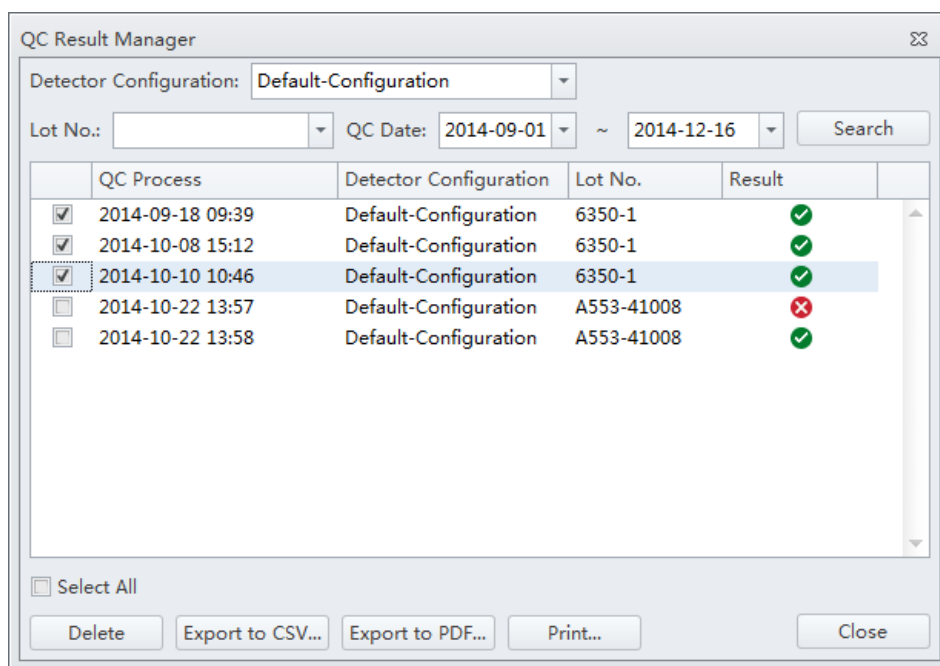 QC Result Manager
Detector Configuration: Default-Configuration
Lot No.: QC Date: 2014-09-01 ~ 2014-12-16 Search
QC Process Detector Configuration Lot No. Result
2014-09-18 09:39 Default-Configuration 6350-1
2014-10-08 15:12 Default-Configuration 6350-1
2014-10-10 10:46 Default-Configuration 6350-1
2014-10-22 13:57 Default-Configuration A553-41008
2014-10-22 13:58 Default-Configuration A553-41008
Select All
Delete Export to CSV... Export to PDF... Print... Close